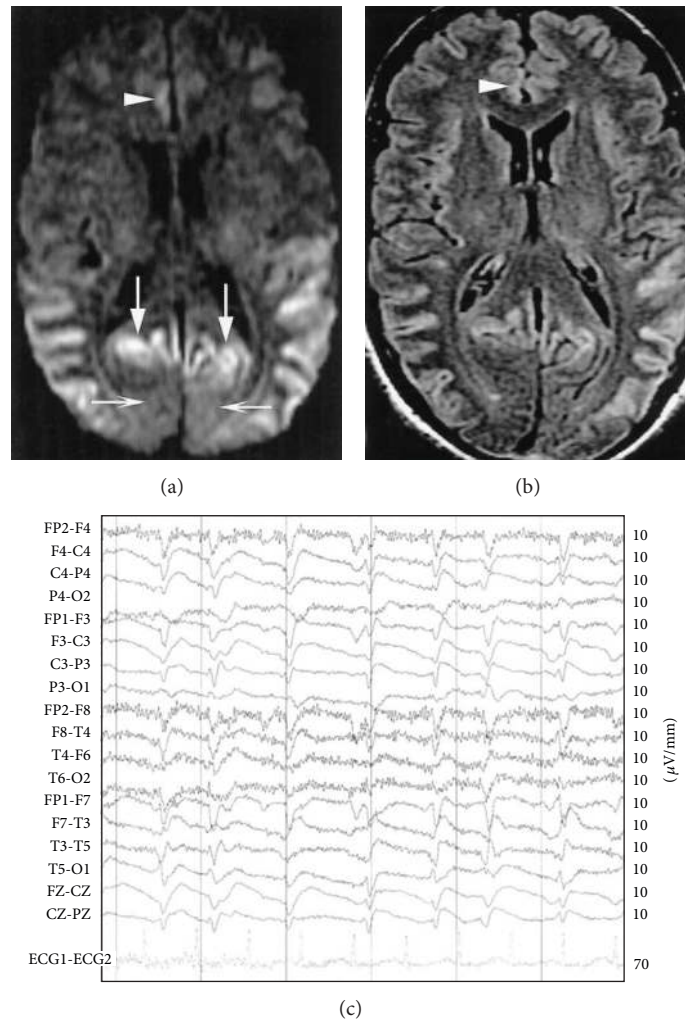 (a)
(b)
FP2-F4 10
F4-C4 10
C4-P4 10
P4-O2 10
FP1-F3 10
F3-C3 10
C3-P3 10
P3-O1 10
FP2-F8 10
F8-T4 10
T4-F6 10
T6-O2 10
FP1-F7 10
F7-T3 10
T3-T5 10
T5-O1 10
FZ-CZ 10
CZ-PZ 10
ECG1-ECG2 70
(μV/mm)
(c)